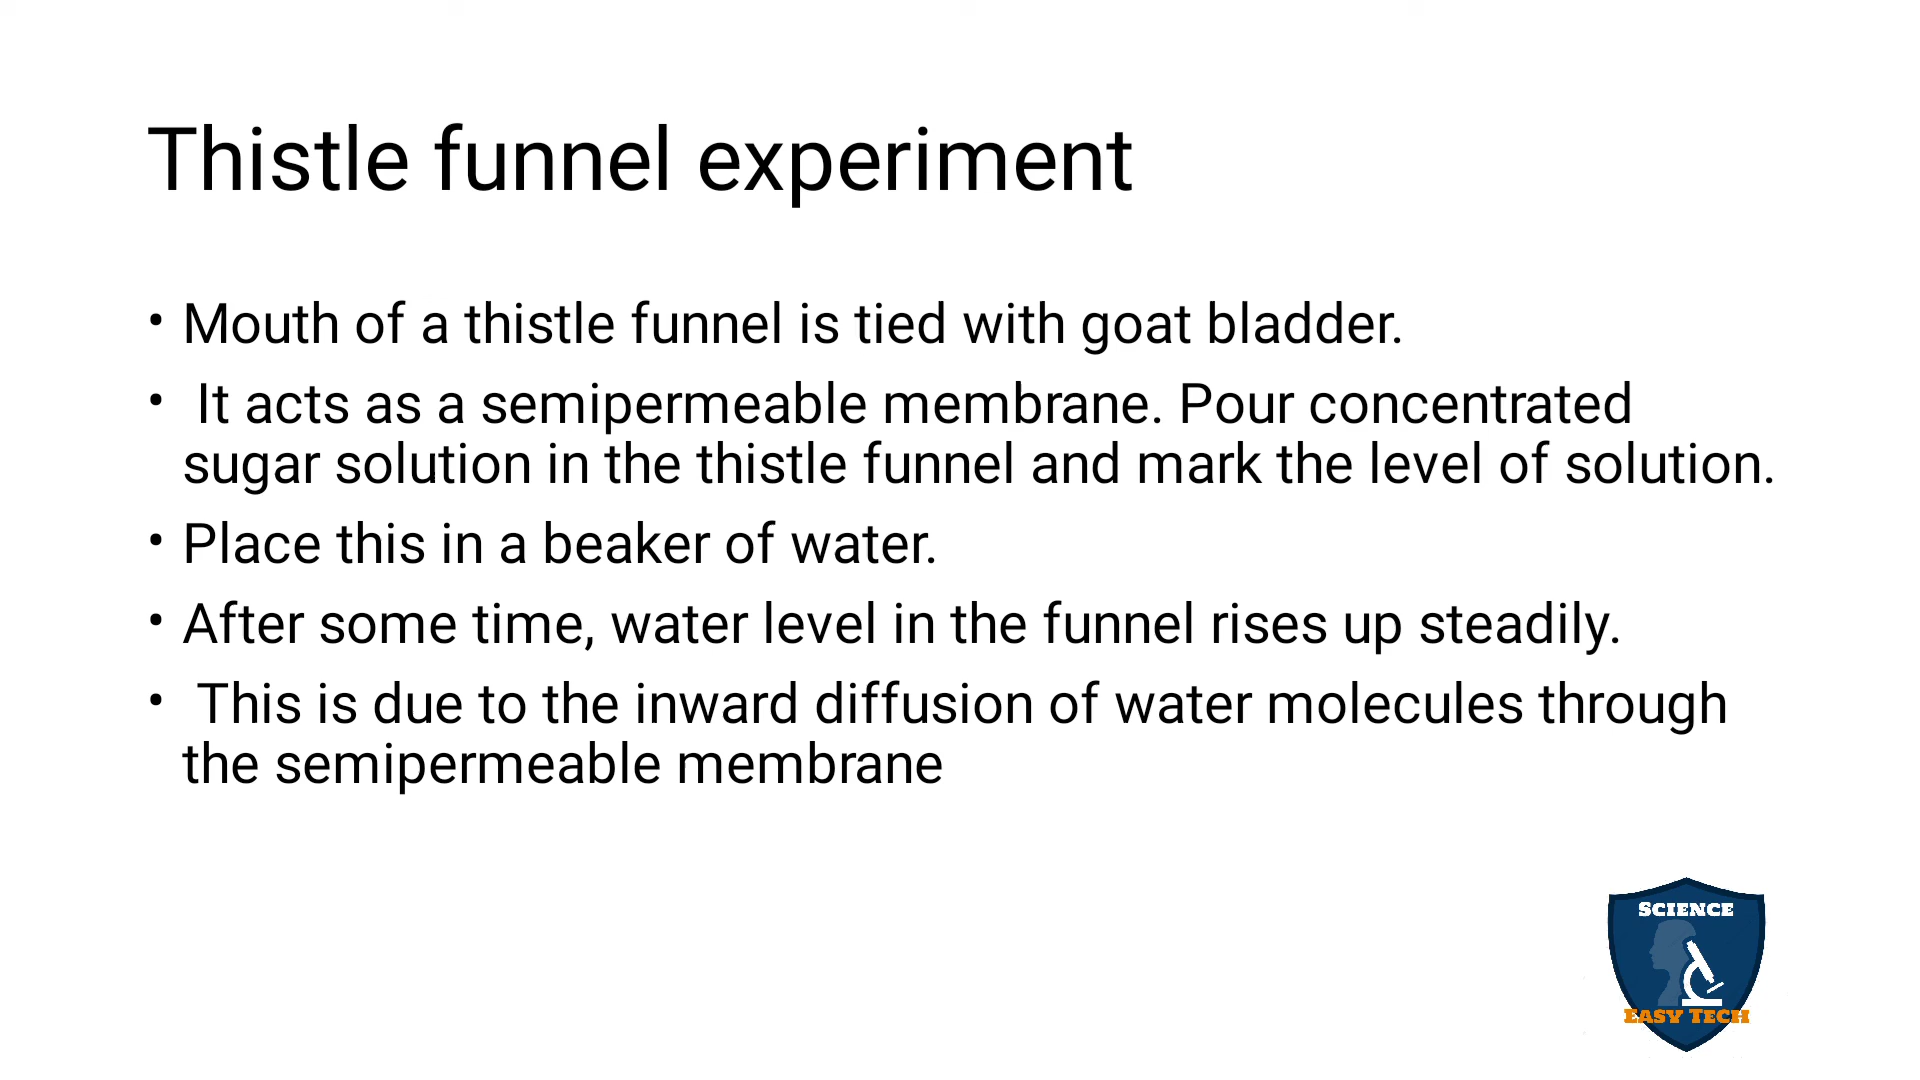 Thistle funnel experiment
• Mouth of a thistle funnel is tied with goat bladder.
• It acts as a semipermeable membrane. Pour concentrated
sugar solution in the thistle funnel and mark the level of solution.
• Place this in a beaker of water.
• After some time, water level in the funnel rises up steadily.
• This is due to the inward diffusion of water molecules through
the semipermeable membrane
SCIENCE
EASY TECH